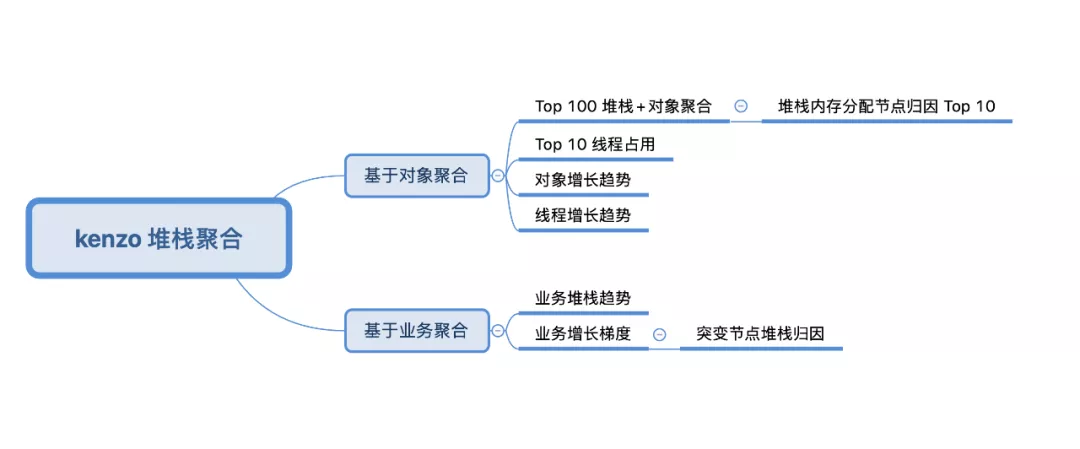 Top 100 堆栈+对象聚合
堆栈内存分配节点归因 Top 10
Top 10 线程占用
基于对象聚合
对象增长趋势
线程增长趋势
kenzo 堆栈聚合
业务堆栈趋势
基于业务聚合
业务增长梯度
突变节点堆栈归因